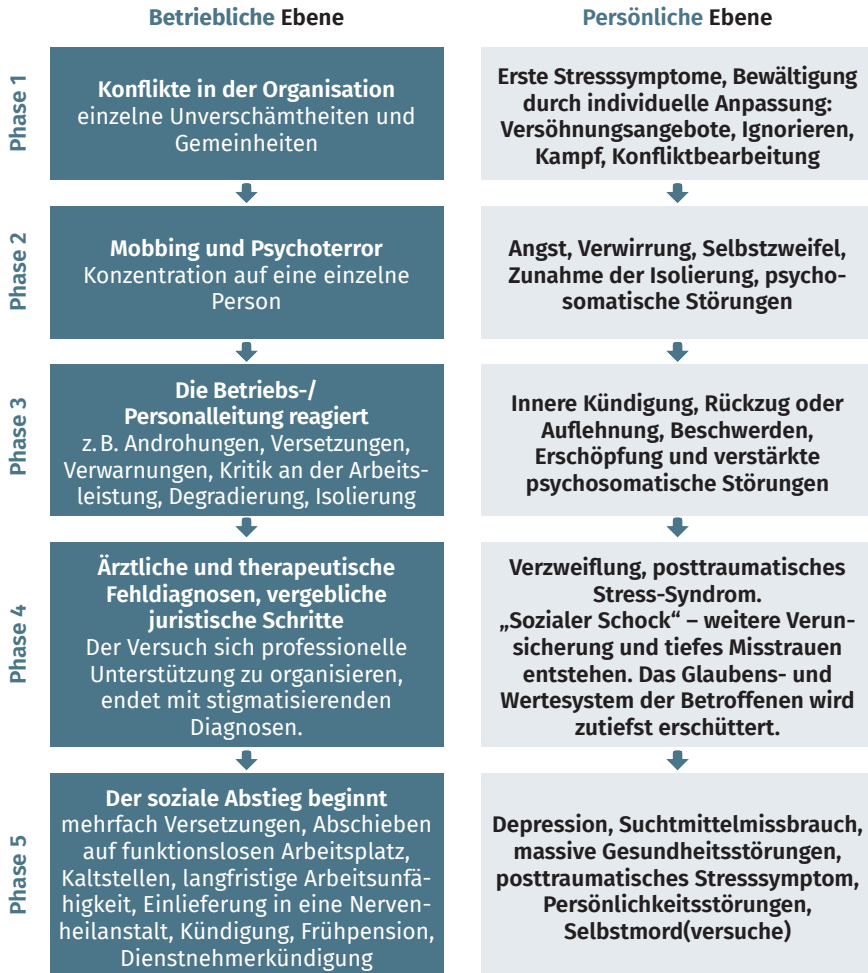 Betriebliche Ebene
Persönliche Ebene
Phase 1
Konflikte in der Organisation
einzelne Unverschämtheiten und
Gemeinheiten
Erste Stresssymptome, Bewältigung
durch individuelle Anpassung:
Versöhnungsangebote, Ignorieren,
Kampf, Konfliktbearbeitung
Phase 2
Mobbing und Psychoterror
Konzentration auf eine einzelne
Person
Angst, Verwirrung, Selbstzweifel,
Zunahme der Isolierung, psycho-
somatische Störungen
Phase 3
Die Betriebs-/
Personalleitung reagiert
z. B. Androhungen, Versetzungen,
Verwarnungen, Kritik an der Arbeits-
leistung, Degradierung, Isolierung
Innere Kündigung, Rückzug oder
Auflehnung, Beschwerden,
Erschöpfung und verstärkte
psychosomatische Störungen
Phase 4
Ärztliche und therapeutische
Fehldiagnosen, vergebliche
juristische Schritte
Der Versuch sich professionelle
Unterstützung zu organisieren,
endet mit stigmatisierenden
Diagnosen.
Verzweiflung, posttraumatisches
Stress-Syndrom.
„Sozialer Schock“ – weitere Verun-
sicherung und tiefes Misstrauen
entstehen. Das Glaubens- und
Wertesystem der Betroffenen wird
zutiefst erschüttert.
Phase 5
Der soziale Abstieg beginnt
mehrfach Versetzungen, Abschieben
auf funktionslosen Arbeitsplatz,
Kaltstellen, langfristige Arbeitsunfä-
higkeit, Einlieferung in eine Nerven-
heilanstalt, Kündigung, Frühpension,
Dienstnehmerkündigung
Depression, Suchtmittelmissbrauch,
massive Gesundheitsstörungen,
posttraumatisches Stresssymptom,
Persönlichkeitsstörungen,
Selbstmord(versuche)